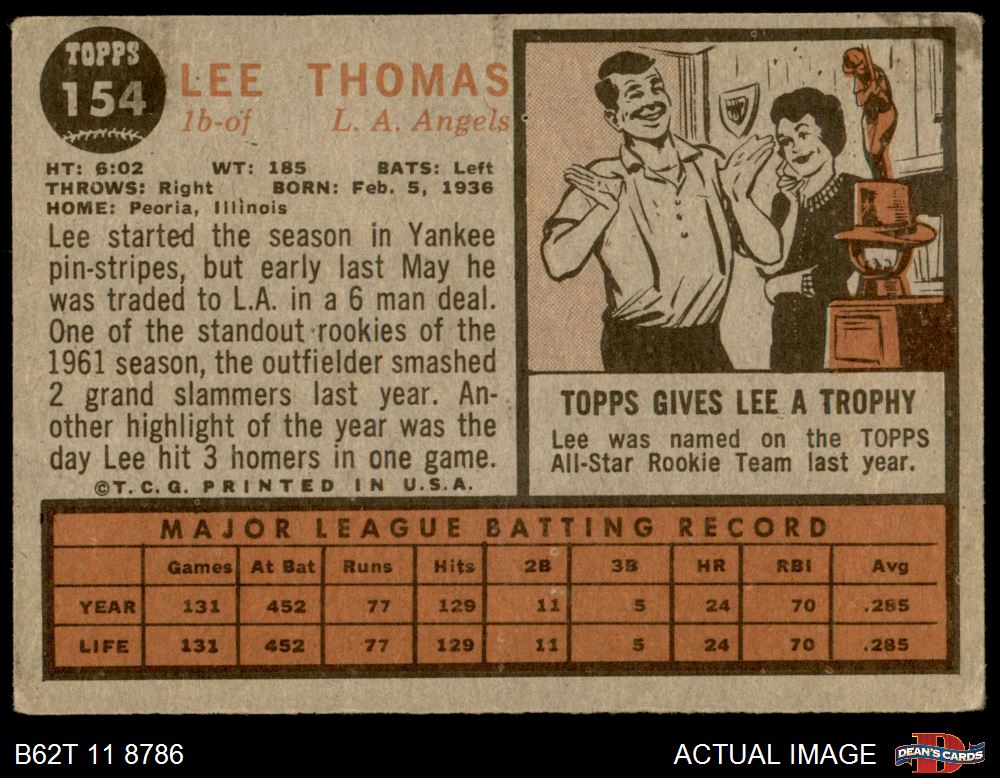 TOPPS
154
LEE THOMAS
1b-of L. A. Angels
HT: 6:02 WT: 185 BATS: Left
THROWS: Right BORN: Feb. 5, 1936
HOME: Peoria, Illinois
Lee started the season in Yankee
pin-stripes, but early last May he
was traded to L.A. in a 6 man deal.
One of the standout rookies of the
1961 season, the outfielder smashed
2 grand slammers last year. An-
other highlight of the year was the
day Lee hit 3 homers in one game.
©T. C. G. PRINTED IN U.S.A.
TOPPS GIVES LEE A TROPHY
Lee was named on the TOPPS
All-Star Rookie Team last year.
MAJOR LEAGUE BATTING RECORD
Games At Bat Runs Hits 2B 3B HR RBI Avg
YEAR 131 452 77 129 11 5 24 70 .285
LIFE 131 452 77 129 11 5 24 70 .285
B62T 11 8786
ACTUAL IMAGE
DEAN'S CARDS